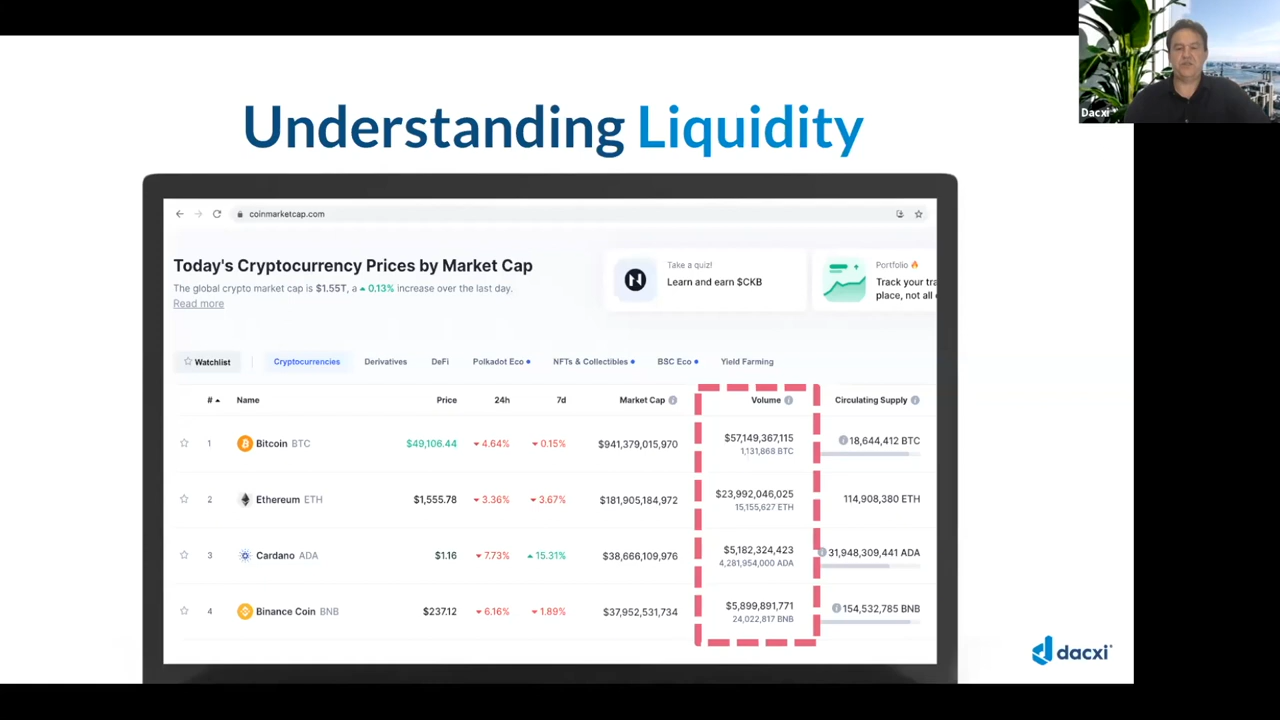 Understanding Liquidity
Dacxi
coinmarketcap.com
Today's Cryptocurrency Prices by Market Cap
The global crypto market cap is $1.55T, a 0.13% increase over the last day.
Read more
Take a quiz!
Learn and earn $CKB
Portfolio
Track your tra
place, not all
Watchlist Cryptocurrencies Derivatives DeFi Polkadot Eco NFTs & Collectibles BSC Eco Yield Farming
# Name Price 24h 7d Market Cap Volume Circulating Supply
1 Bitcoin BTC $49,106.44 4.64% 0.15% $941,379,015,970 $57,149,367,115 18,644,412 BTC
1,131,868 BTC
2 Ethereum ETH $1,555.78 3.36% 3.67% $181,905,184,972 $23,992,046,025 114,908,380 ETH
15,155,627 ETH
3 Cardano ADA $1.16 7.73% 15.31% $38,666,109,976 $5,182,324,423 31,948,309,441 ADA
4,281,954,000 ADA
4 Binance Coin BNB $237.12 6.16% 1.89% $37,952,531,734 $5,899,891,771 154,532,785 BNB
24,022,817 BNB
dacxi